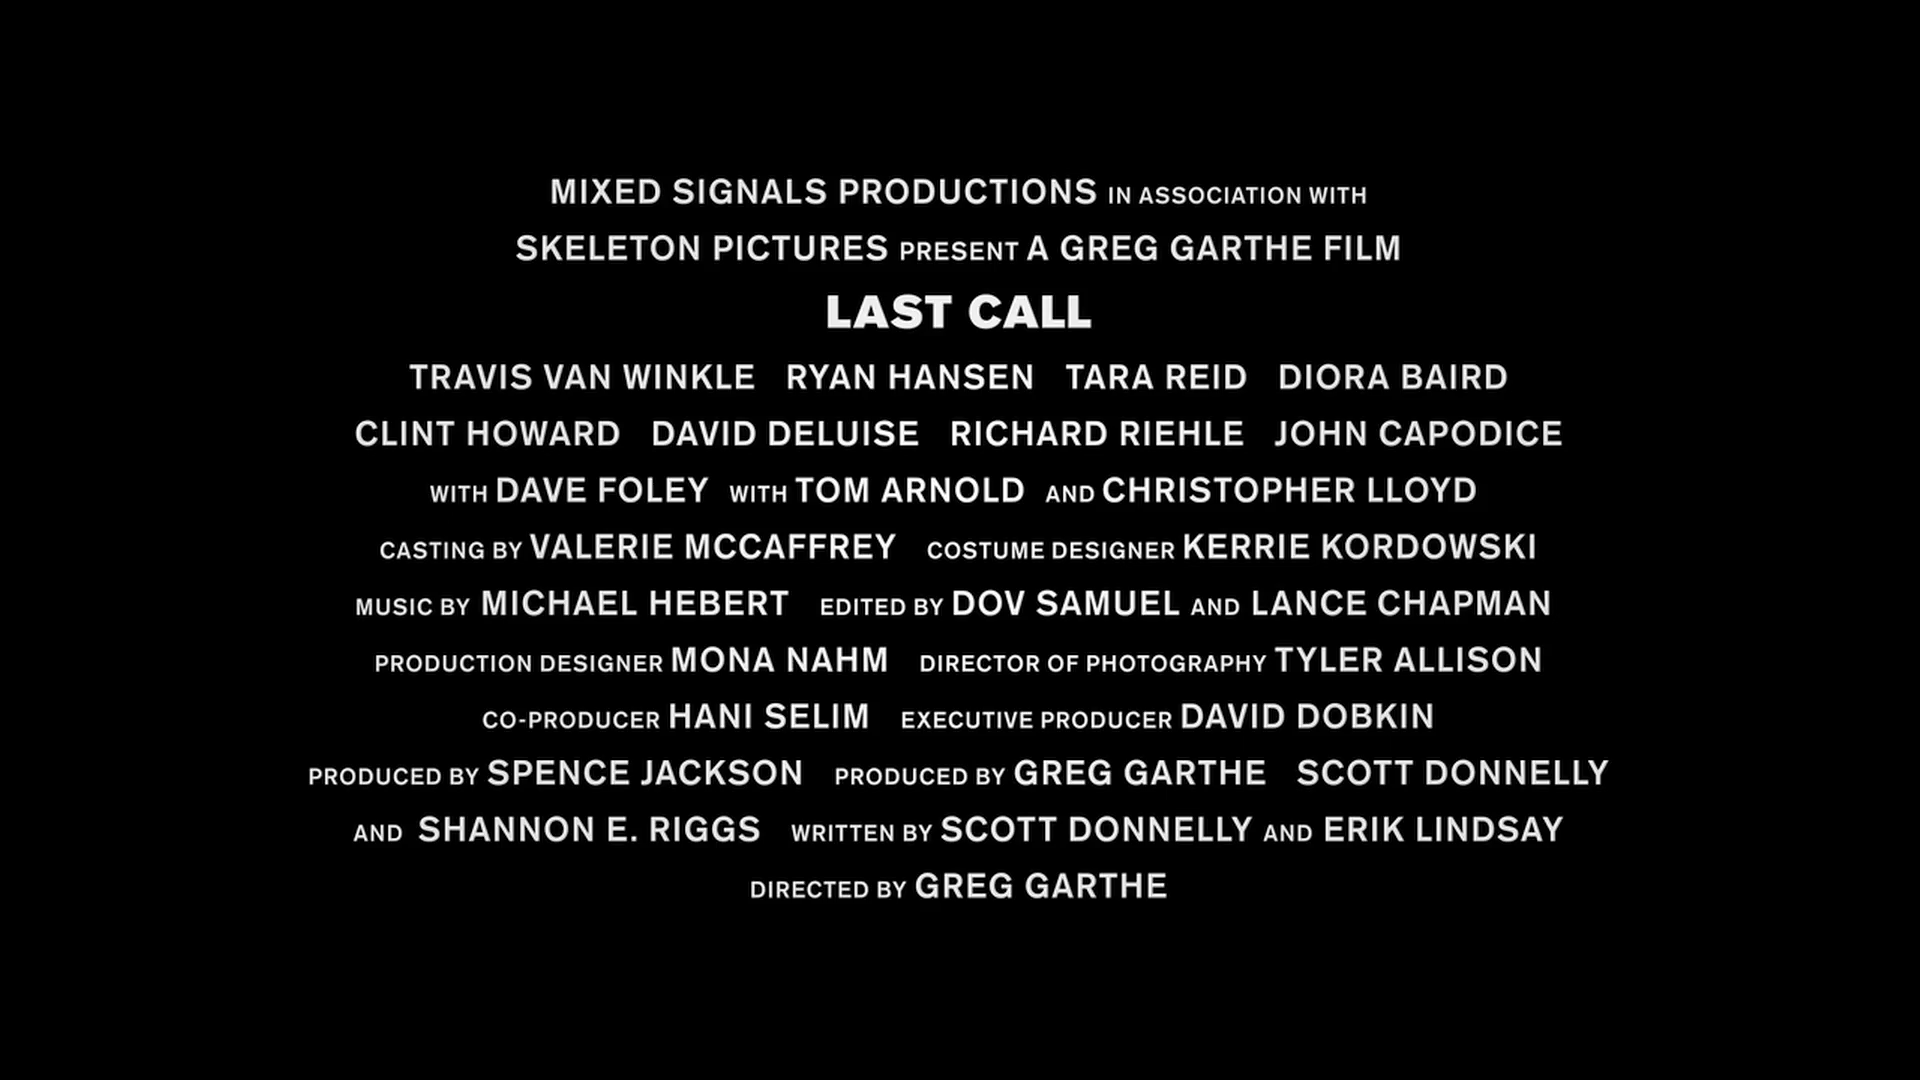 MIXED SIGNALS PRODUCTIONS IN ASSOCIATION WITH
SKELETON PICTURES PRESENT A GREG GARTHE FILM
LAST CALL
TRAVIS VAN WINKLE RYAN HANSEN TARA REID DIORA BAIRD
CLINT HOWARD DAVID DELUISE RICHARD RIEHLE JOHN CAPODICE
WITH DAVE FOLEY WITH TOM ARNOLD AND CHRISTOPHER LLOYD
CASTING BY VALERIE MCCAFFREY COSTUME DESIGNER KERRIE KORDOWSKI
MUSIC BY MICHAEL HEBERT EDITED BY DOV SAMUEL AND LANCE CHAPMAN
PRODUCTION DESIGNER MONA NAHM DIRECTOR OF PHOTOGRAPHY TYLER ALLISON
CO-PRODUCER HANI SELIM EXECUTIVE PRODUCER DAVID DOBKIN
PRODUCED BY SPENCE JACKSON PRODUCED BY GREG GARTHE SCOTT DONNELLY
AND SHANNON E. RIGGS WRITTEN BY SCOTT DONNELLY AND ERIK LINDSAY
DIRECTED BY GREG GARTHE